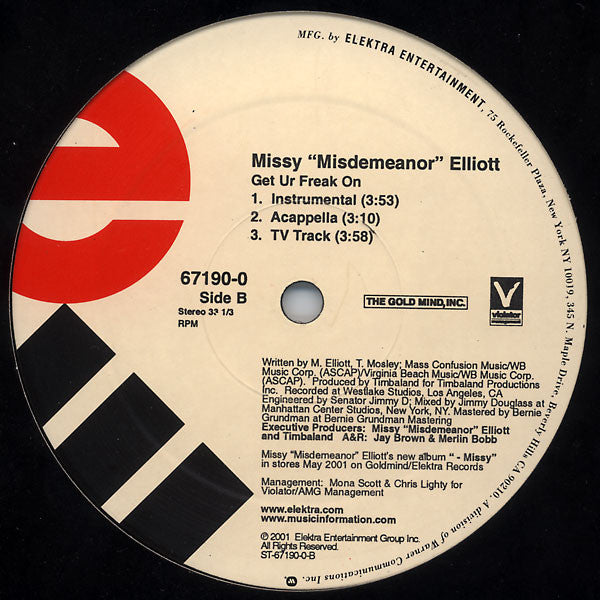 MFG. by ELEKTRA ENTERTAINMENT, 75 Rockefeller Plaza, New York NY 10019, 345 N. Maple Drive, Beverly Hills CA 90210. A division of Warner Communications Inc.
Missy "Misdemeanor" Elliott
Get Ur Freak On
1. Instrumental (3:53)
2. Acappella (3:10)
3. TV Track (3:58)
67190-0
Side B
Stereo 33 1/3
RPM
THE GOLD MIND, INC.
V
violator
Written by M. Elliott, T. Mosley; Mass Confusion Music/WB
Music Corp. (ASCAP)/Virginia Beach Music/WB Music Corp.
(ASCAP). Produced by Timbaland for Timbaland Productions
Inc. Recorded at Westlake Studios, Los Angeles, CA
Engineered by Senator Jimmy D; Mixed by Jimmy Douglass at
Manhattan Center Studios, New York, NY. Mastered by Bernie
Grundman at Bernie Grundman Mastering
Executive Producers: Missy "Misdemeanor" Elliott
and Timbaland A&R: Jay Brown & Merlin Bobb
Missy "Misdemeanor" Elliott's new album " - Missy"
in stores May 2001 on Goldmind/Elektra Records
Management: Mona Scott & Chris Lighty for
Violator/AMG Management
www.elektra.com
www.musicinformation.com
℗ 2001 Elektra Entertainment Group Inc.
All Rights Reserved.
ST-67190-0-B